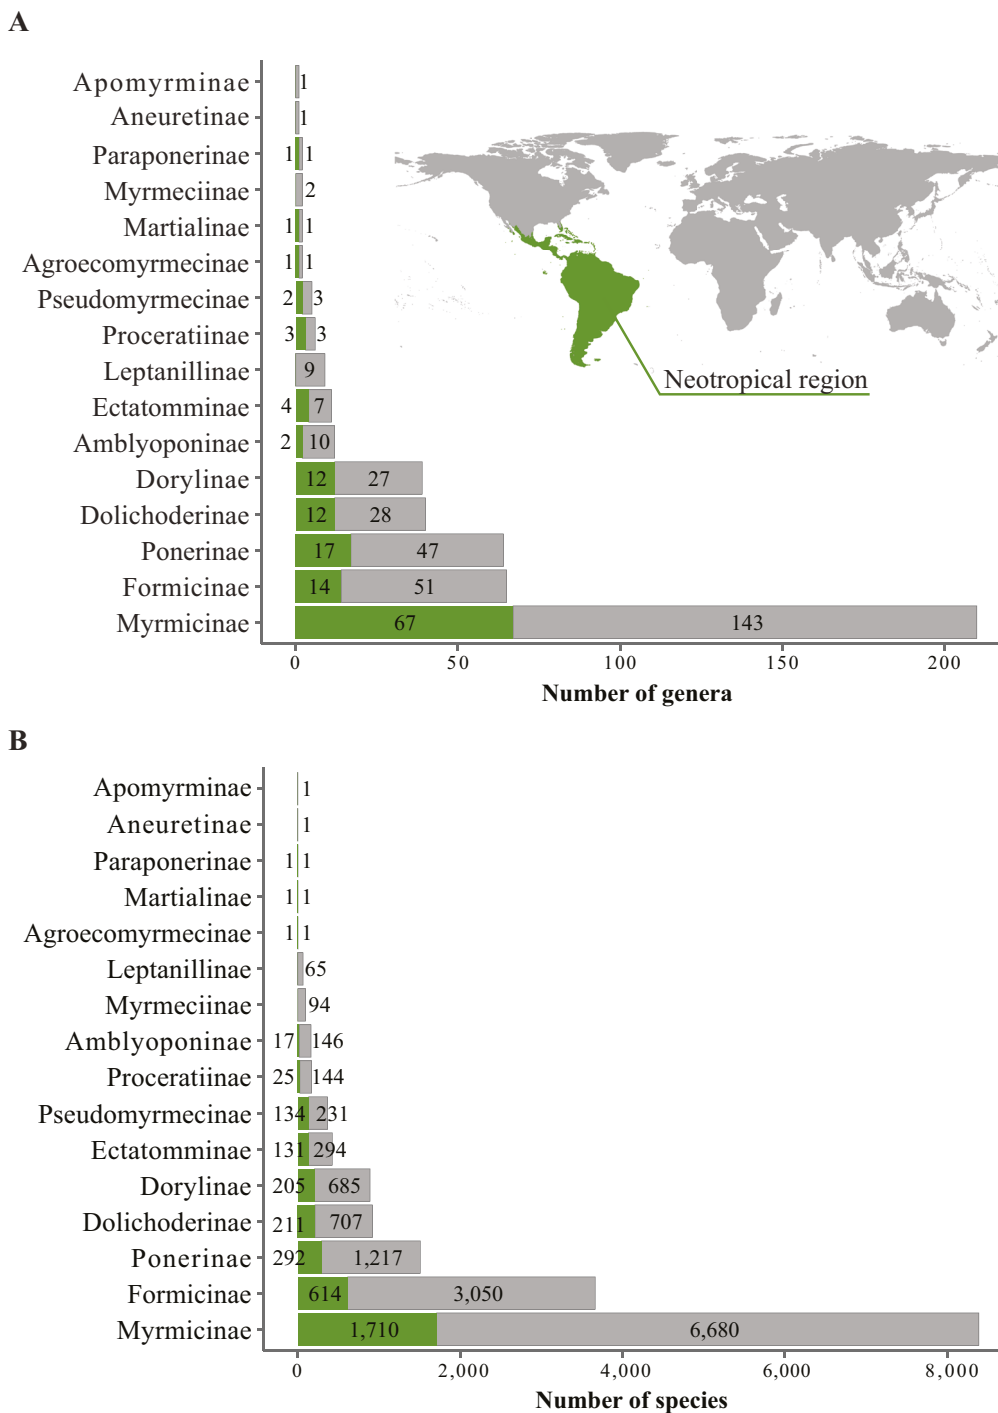 A
Apomyrminae 1
Aneuretinae 1
Paraponerinae 1 1
Myrmeciinae 2
Martialinae 1 1
Agroecomyrmecinae 1 1
Pseudomyrmecinae 2 3
Proceratiinae 3 3
Leptanillinae 9
Ectatomminae 4 7
Amblyoponinae 2 10
Dorylinae 12 27
Dolichoderinae 12 28
Ponerinae 17 47
Formicinae 14 51
Myrmicinae 67 143
Neotropical region
0 50 100 150 200
Number of genera
B
Apomyrminae 1
Aneuretinae 1
Paraponerinae 1 1
Martialinae 1 1
Agroecomyrmecinae 1 1
Leptanillinae 65
Myrmeciinae 94
Amblyoponinae 17 146
Proceratiinae 25 144
Pseudomyrmecinae 134 231
Ectatomminae 131 294
Dorylinae 205 685
Dolichoderinae 211 707
Ponerinae 292 1,217
Formicinae 614 3,050
Myrmicinae 1,710 6,680
0 2,000 4,000 6,000 8,000
Number of species